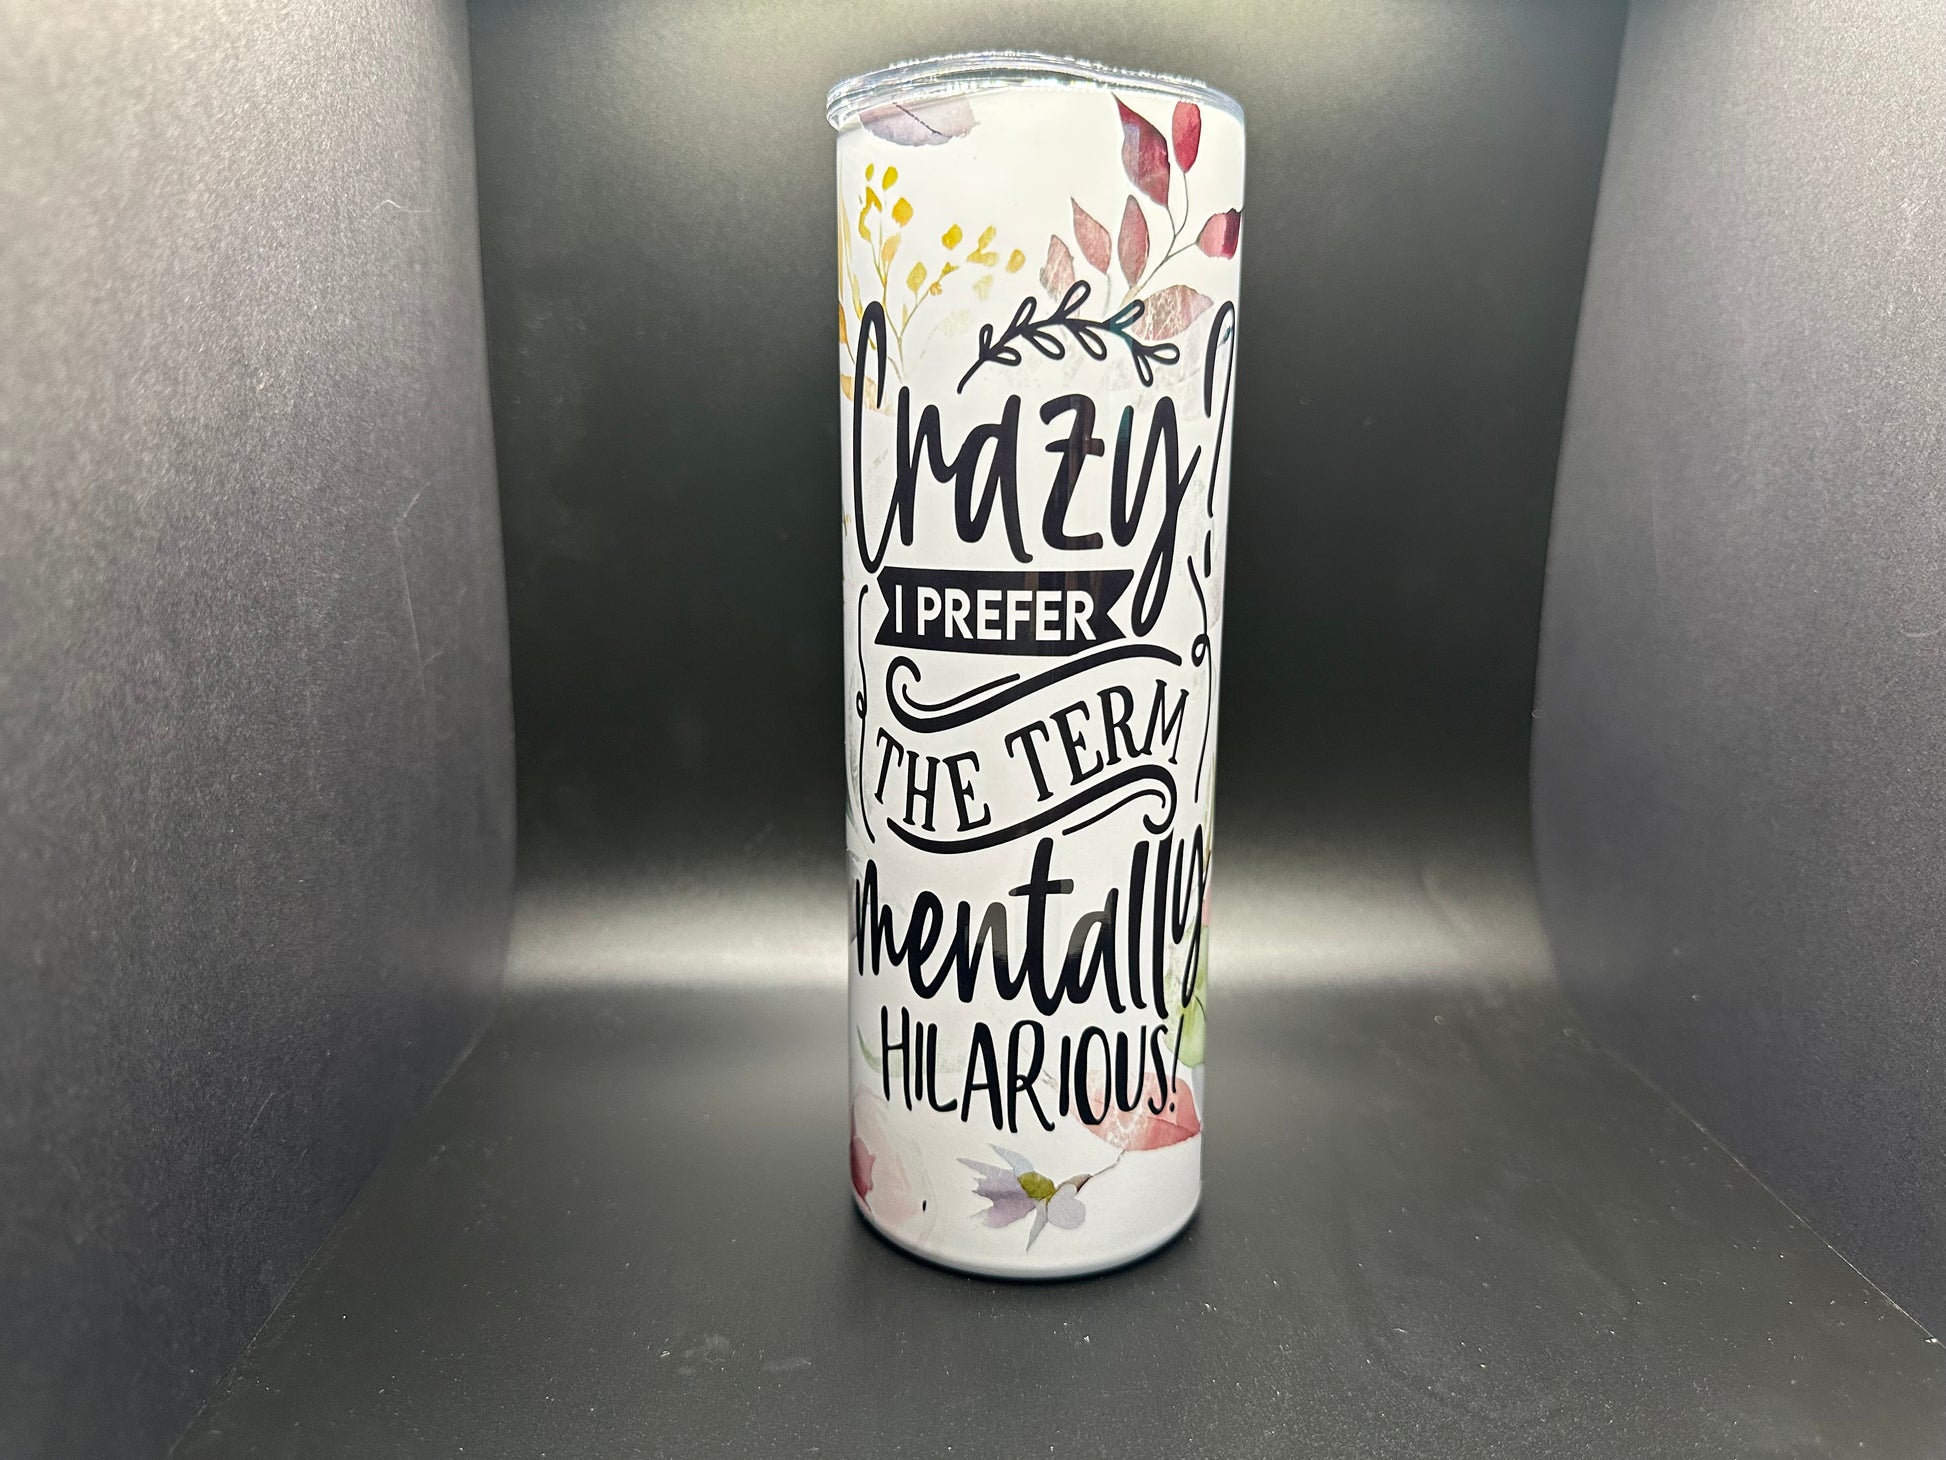 Crazy?
I PREFER
THE TERM
mentally
HILARIOUS!